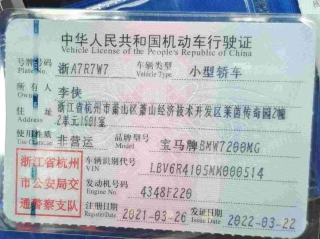 中华人民共和国机动车行驶证
Vehicle License of the People's Republic of China
号牌号码 浙A7R7W7 车辆类型 小型轿车
Plate No. Vehicle Type
所有人 李侠
Owner
住址 浙江省杭州市萧山区萧山经济技术开发区莱茵传奇园2幢
2单元1501室
Address
使用性质 非营运 品牌型号 宝马牌BMW7200MG
Use Character Model
浙江省杭州 车辆识别代号 LBV6R4105MM000514
VIN
市公安局交 发动机号码 4348F220
Engine No.
通警察支队 注册日期 2021-03-26 发证日期 2022-03-22
Register Date Issue Date